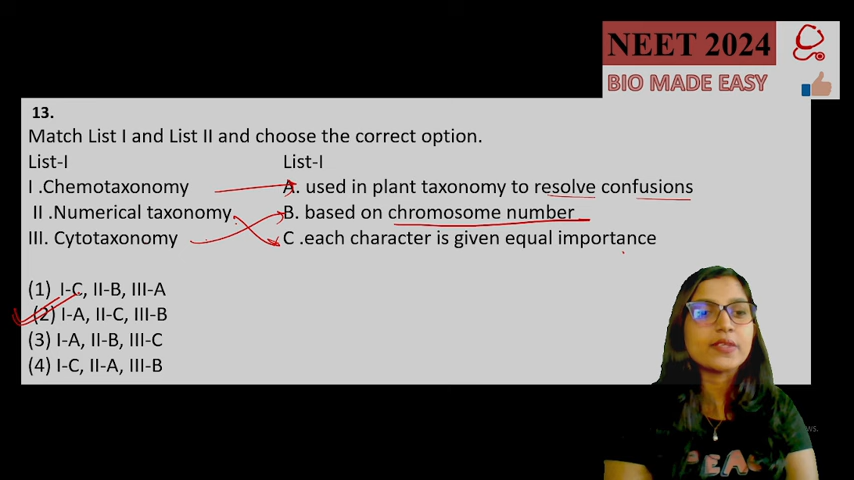 NEET 2024
BIO MADE EASY
13.
Match List I and List II and choose the correct option.
List-I List-I
I .Chemotaxonomy A. used in plant taxonomy to resolve confusions
II .Numerical taxonomy B. based on chromosome number
III. Cytotaxonomy C .each character is given equal importance
(1) I-C, II-B, III-A
(2) I-A, II-C, III-B
(3) I-A, II-B, III-C
(4) I-C, II-A, III-B